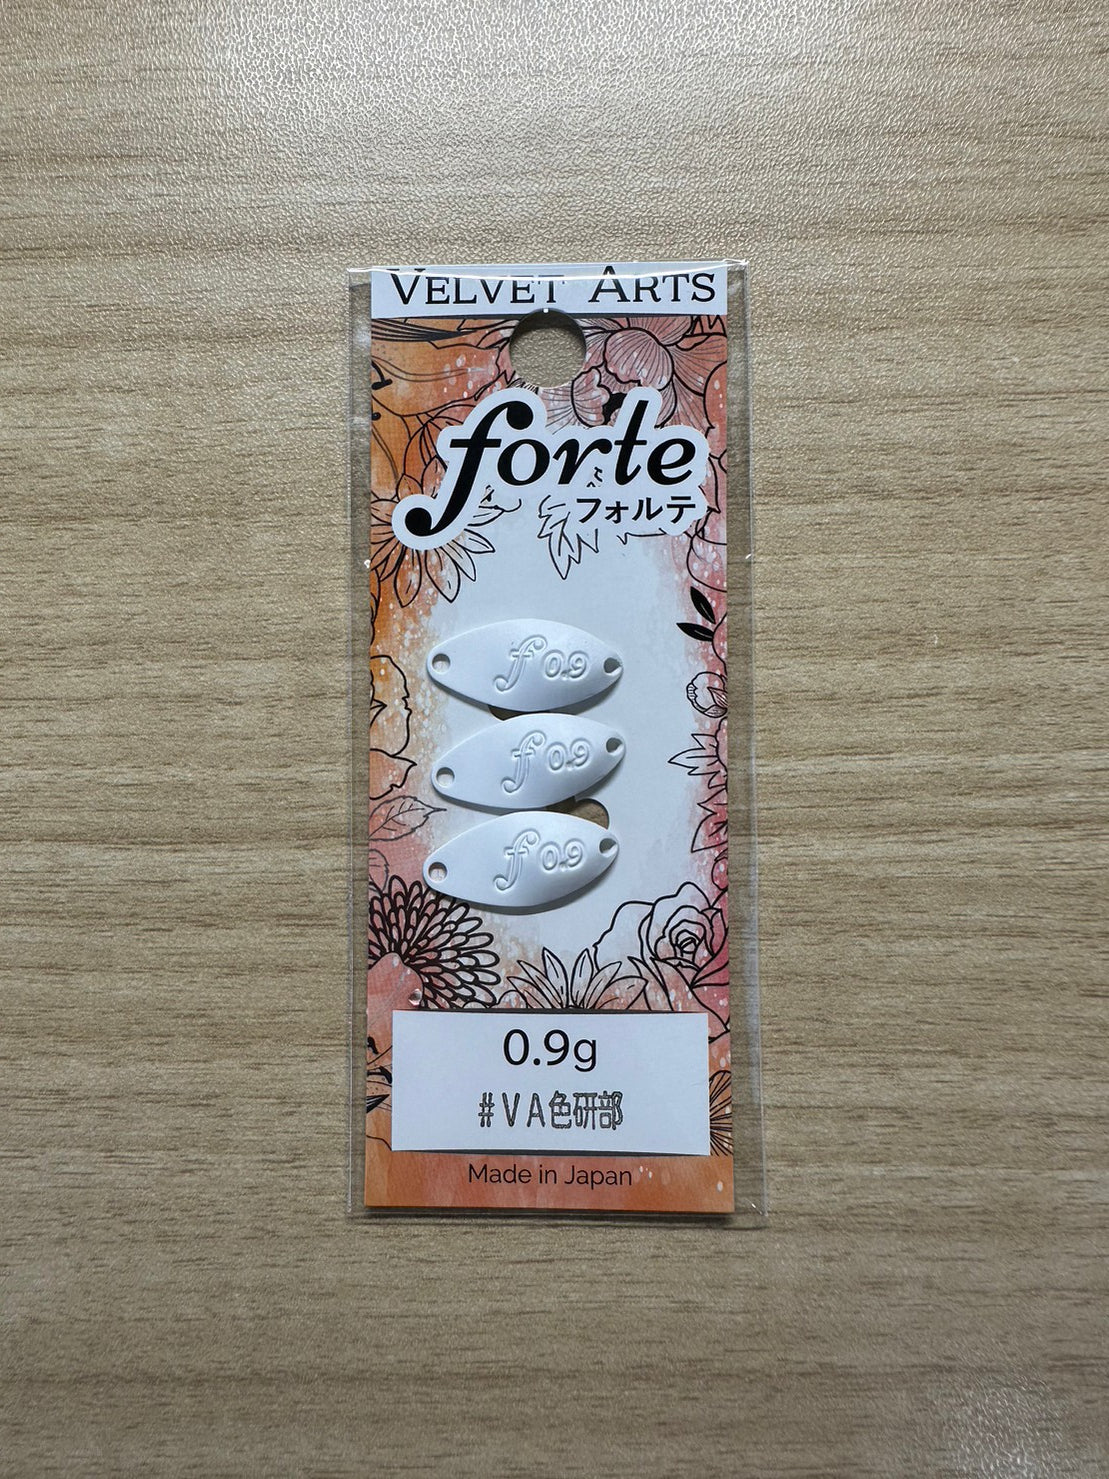 VELVET ARTS
forte
フォルテ
f 0.9
f 0.9
f 0.9
0.9g
#VA色研部
Made in Japan